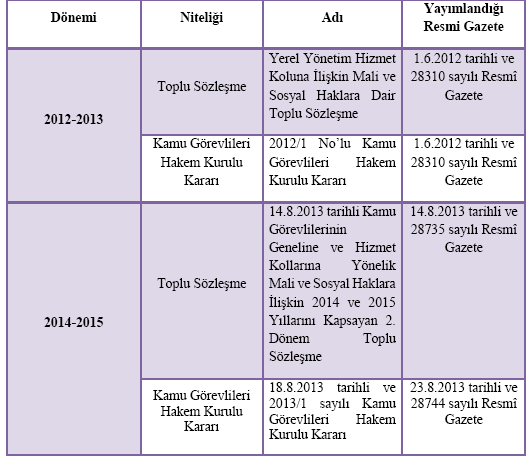 Dönemi
Niteliği
Adı
Yayımlandığı
Resmi Gazete
2012-2013
Toplu Sözleşme
Yerel Yönetim Hizmet
Koluna İlişkin Mali ve
Sosyal Haklara Dair
Toplu Sözleşme
1.6.2012 tarihli ve
28310 sayılı Resmî
Gazete
Kamu Görevlileri
Hakem Kurulu
Kararı
2012/1 No’lu Kamu
Görevlileri Hakem
Kurulu Kararı
1.6.2012 tarihli ve
28310 sayılı Resmî
Gazete
2014-2015
Toplu Sözleşme
14.8.2013 tarihli Kamu
Görevlilerinin
Geneline ve Hizmet
Kollarına Yönelik
Mali ve Sosyal Haklara
İlişkin 2014 ve 2015
Yıllarını Kapsayan 2.
Dönem Toplu
Sözleşme
14.8.2013 tarihli ve
28735 sayılı Resmî
Gazete
Kamu Görevlileri
Hakem Kurulu
Kararı
18.8.2013 tarihli ve
2013/1 sayılı Kamu
Görevlileri Hakem
Kurulu Kararı
23.8.2013 tarihli ve
28744 sayılı Resmî
Gazete